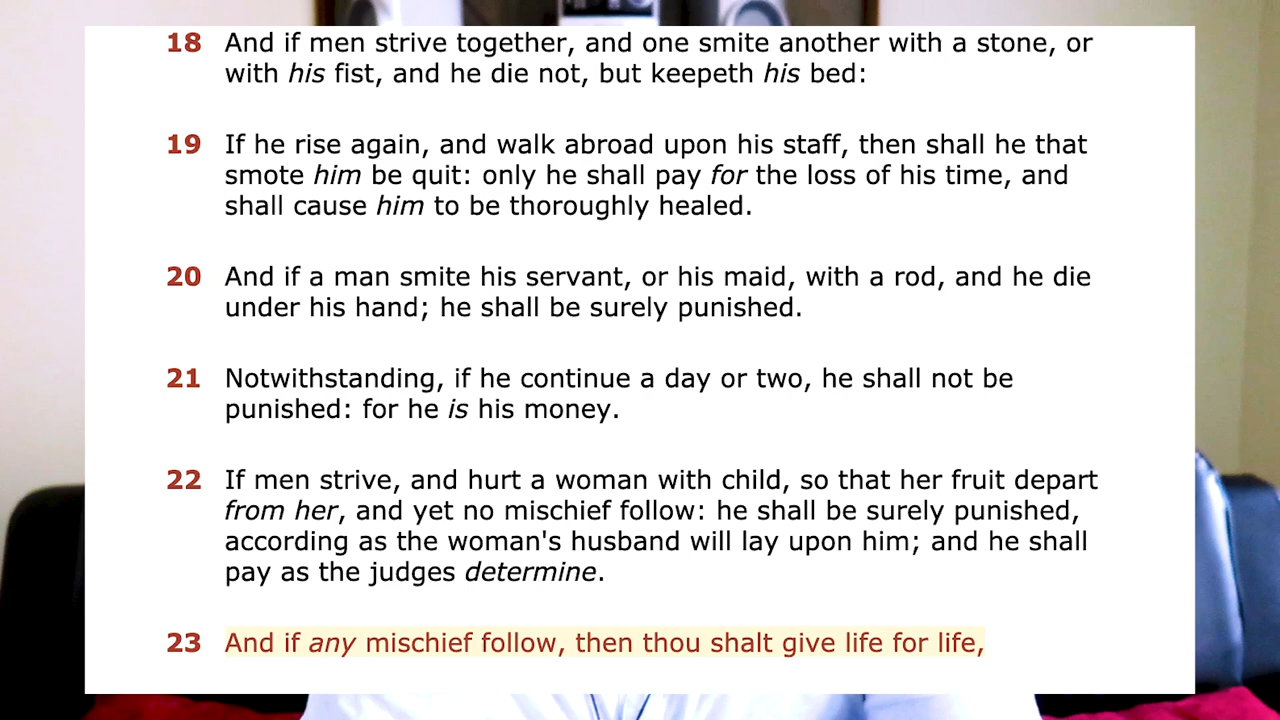 18 And if men strive together, and one smite another with a stone, or
with his fist, and he die not, but keepeth his bed:
19 If he rise again, and walk abroad upon his staff, then shall he that
smote him be quit: only he shall pay for the loss of his time, and
shall cause him to be thoroughly healed.
20 And if a man smite his servant, or his maid, with a rod, and he die
under his hand; he shall be surely punished.
21 Notwithstanding, if he continue a day or two, he shall not be
punished: for he is his money.
22 If men strive, and hurt a woman with child, so that her fruit depart
from her, and yet no mischief follow: he shall be surely punished,
according as the woman's husband will lay upon him; and he shall
pay as the judges determine.
23 And if any mischief follow, then thou shalt give life for life,